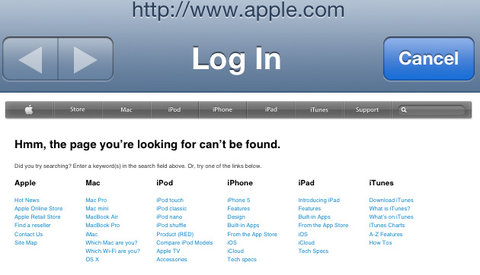 http://www.apple.com
Log In
Cancel
Store Mac iPod iPhone iPad iTunes Support
Hmm, the page you're looking for can't be found.
Did you try searching? Enter a keyword(s) in the search field above. Or, try one of the links below.
Apple Mac iPod iPhone iPad iTunes
Hot News Mac Pro iPod touch iPhone 5 Introducing iPad Download iTunes
Apple Online Store Mac mini iPod classic Features Features What is iTunes?
Apple Retail Store MacBook Air iPod nano Design Built-in Apps What's on iTunes
Find a reseller MacBook Pro iPod shuffle Built-in Apps From the App Store iTunes Charts
Contact Us iMac Product (RED) From the App Store iOS A-Z Features
Site Map Which Mac are you? Compare iPod Models iOS iCloud How Tos
Which Wi-Fi are you? Apple TV iCloud Tech specs
OS X Accessories Tech specs